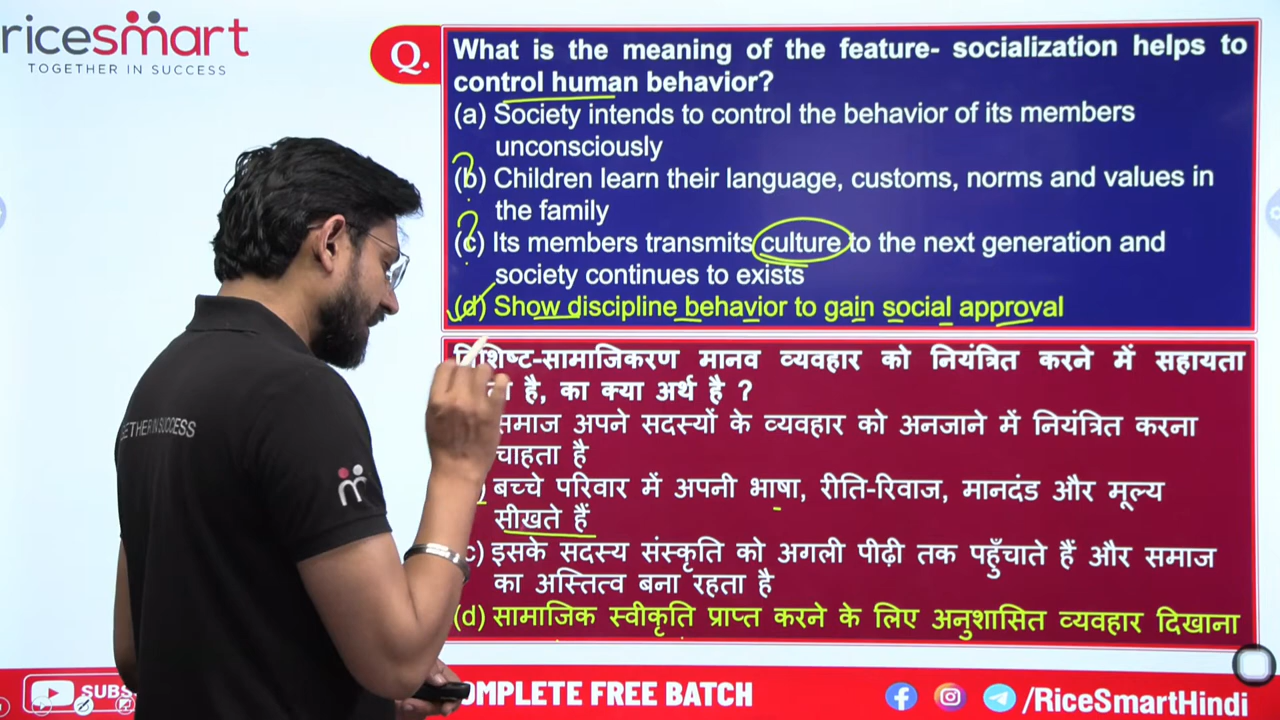 ricesmart
TOGETHER IN SUCCESS
Q.
What is the meaning of the feature- socialization helps to
control human behavior?
(a) Society intends to control the behavior of its members
unconsciously
(b) Children learn their language, customs, norms and values in
the family
(c) Its members transmits culture to the next generation and
society continues to exists
(d) Show discipline behavior to gain social approval
विशिष्ट-सामाजिकरण मानव व्यवहार को नियंत्रित करने में सहायता
है, का क्या अर्थ है ?
समाज अपने सदस्यों के व्यवहार को अनजाने में नियंत्रित करना
चाहता है
बच्चे परिवार में अपनी भाषा, रीति-रिवाज, मानदंड और मूल्य
सीखते हैं
(c) इसके सदस्य संस्कृति को अगली पीढ़ी तक पहुँचाते हैं और समाज
का अस्तित्व बना रहता है
(d) सामाजिक स्वीकृति प्राप्त करने के लिए अनुशासित व्यवहार दिखाना
IN SUCCESS
COMPLETE FREE BATCH
/RiceSmartHindi